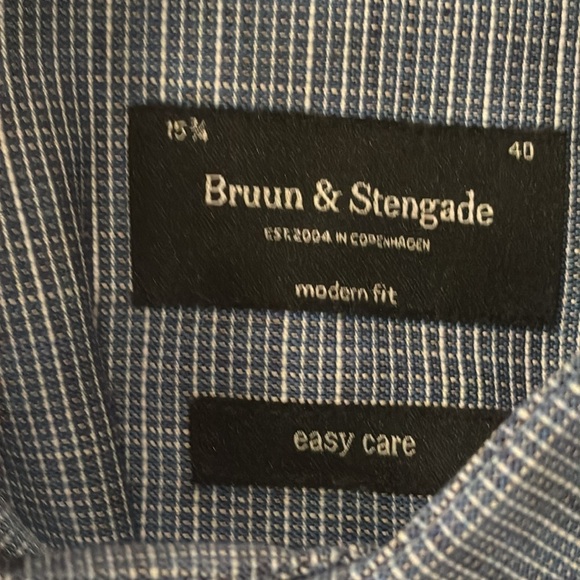 15¾ 40
Bruun & Stengade
EST.2004 IN COPENHAGEN
modern fit
easy care